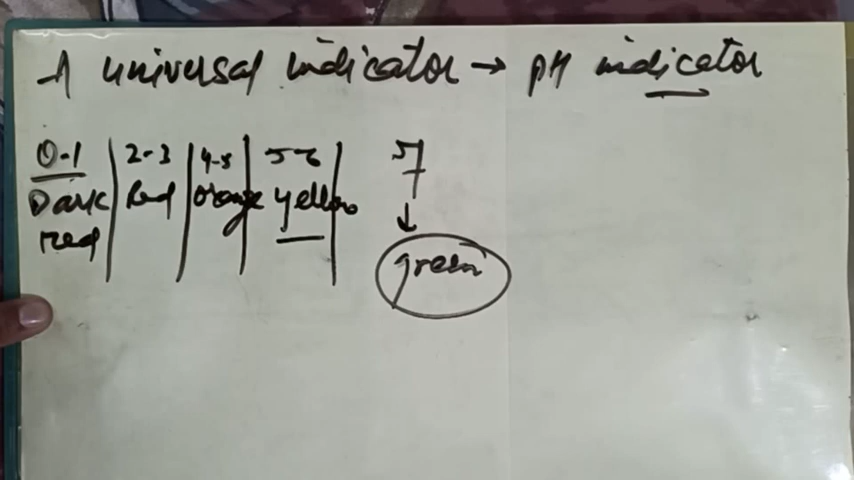 A universal indicator → pH indicator
0-1 | 2-3 | 4-5 | 5-6 | 7
Dark | Red | orange | yellow | ↓
red
green